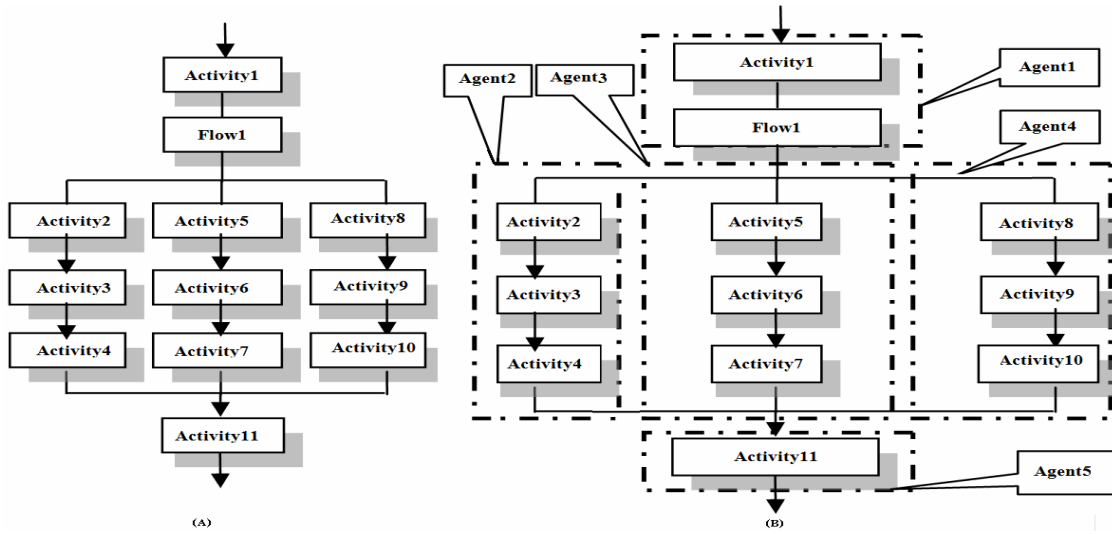 Activity1
Flow1
Activity2
Activity5
Activity8
Activity3
Activity6
Activity9
Activity4
Activity7
Activity10
Activity11
(A)
Activity1
Agent1
Agent2
Agent3
Flow1
Agent4
Activity2
Activity5
Activity8
Activity3
Activity6
Activity9
Activity4
Activity7
Activity10
Activity11
Agent5
(B)